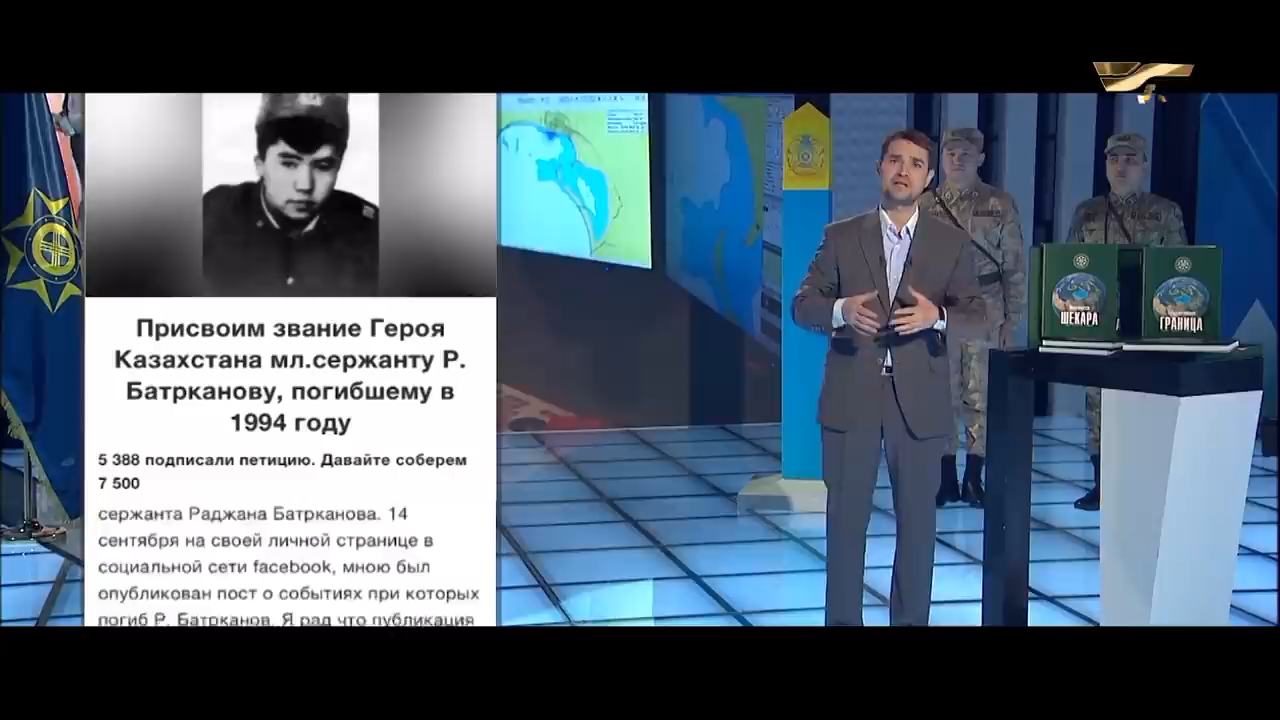 Присвоим звание Героя
Казахстана мл.сержанту Р.
Батрканову, погибшему в
1994 году
5 388 подписали петицию. Давайте соберем
7 500
сержанта Раджана Батрканова. 14
сентября на своей личной странице в
социальной сети facebook, мною был
опубликован пост о событиях при которых
погиб Р. Батрканов. Я рад что публикация
ШЕКАРА
ГРАНИЦА